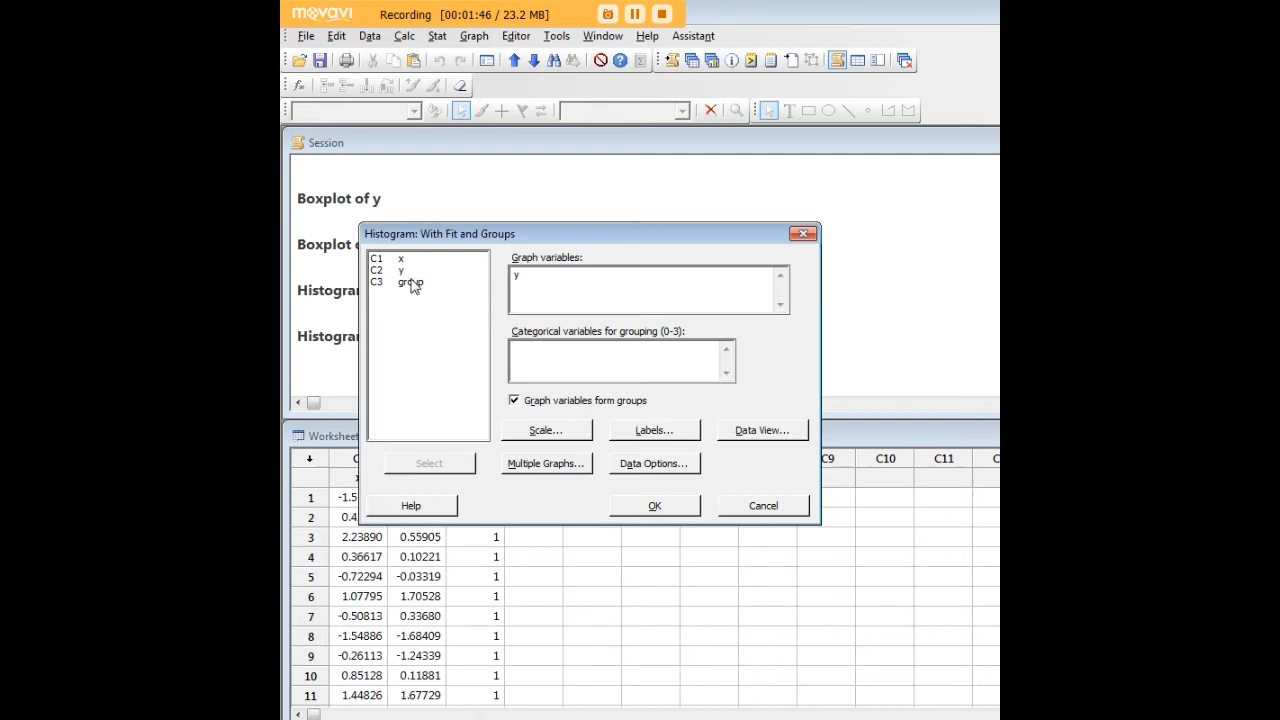 movavi
Recording [00:01:46 / 23.2 MB]
File Edit Data Calc Stat Graph Editor Tools Window Help Assistant
Session
Boxplot of y
Boxplot
Histogram: With Fit and Groups
C1 x
C2 y
C3 group
Graph variables:
y
Categorical variables for grouping (0-3):
Graph variables form groups
Scale... Labels... Data View...
Select Multiple Graphs... Data Options...
Help OK Cancel
Worksheet
C9 C10 C11
1
2
3 2.23890 0.55905 1
4 0.36617 0.10221 1
5 -0.72294 -0.03319 1
6 1.07795 1.70528 1
7 -0.50813 0.33680 1
8 -1.54886 -1.68409 1
9 -0.26113 -1.24339 1
10 0.85128 0.11881 1
11 1.44826 1.67729 1